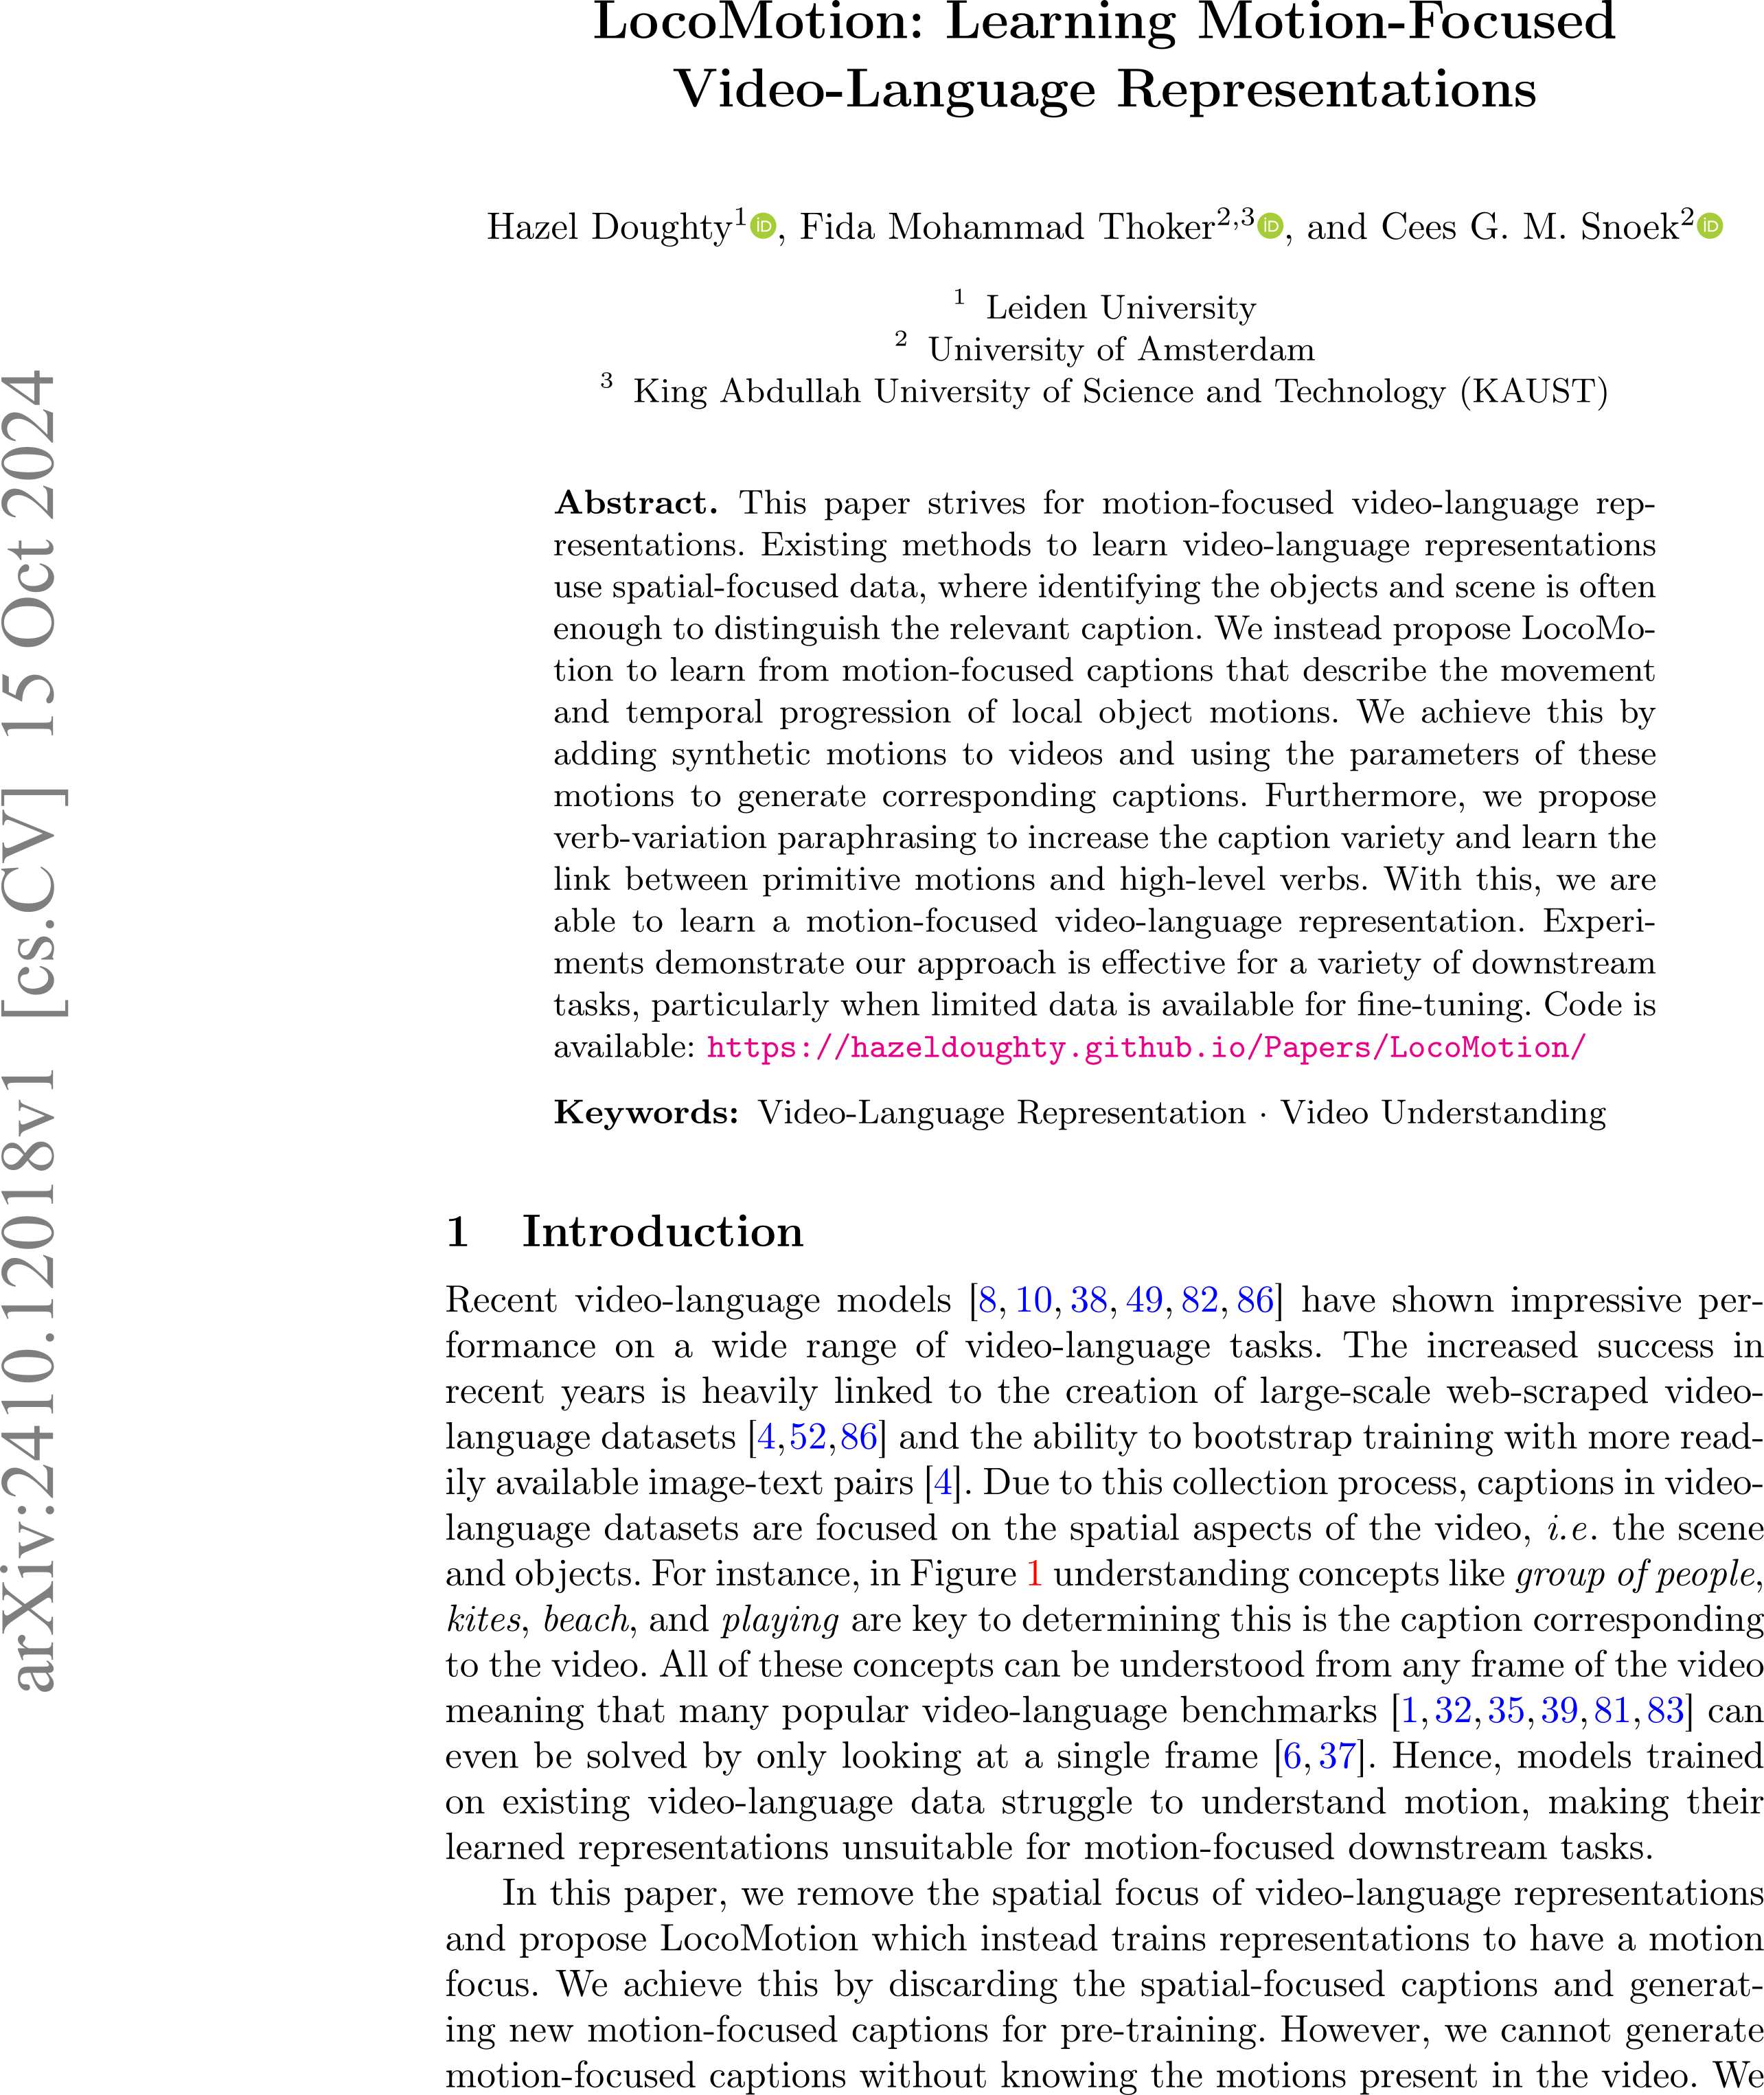 LocoMotion: Learning Motion-Focused
Video-Language Representations
Hazel Doughty1, Fida Mohammad Thoker2,3, and Cees G. M. Snoek2
1 Leiden University
2 University of Amsterdam
3 King Abdullah University of Science and Technology (KAUST)
Abstract. This paper strives for motion-focused video-language rep-
resentations. Existing methods to learn video-language representations
use spatial-focused data, where identifying the objects and scene is often
enough to distinguish the relevant caption. We instead propose LocoMo-
tion to learn from motion-focused captions that describe the movement
and temporal progression of local object motions. We achieve this by
adding synthetic motions to videos and using the parameters of these
motions to generate corresponding captions. Furthermore, we propose
verb-variation paraphrasing to increase the caption variety and learn the
link between primitive motions and high-level verbs. With this, we are
able to learn a motion-focused video-language representation. Experi-
ments demonstrate our approach is effective for a variety of downstream
tasks, particularly when limited data is available for fine-tuning. Code is
available: https://hazeldoughty.github.io/Papers/LocoMotion/
Keywords: Video-Language Representation · Video Understanding
1 Introduction
Recent video-language models [8, 10, 38, 49, 82, 86] have shown impressive per-
formance on a wide range of video-language tasks. The increased success in
recent years is heavily linked to the creation of large-scale web-scraped video-
language datasets [4,52,86] and the ability to bootstrap training with more read-
ily available image-text pairs [4]. Due to this collection process, captions in video-
language datasets are focused on the spatial aspects of the video, i.e. the scene
and objects. For instance, in Figure 1 understanding concepts like group of people,
kites, beach, and playing are key to determining this is the caption corresponding
to the video. All of these concepts can be understood from any frame of the video
meaning that many popular video-language benchmarks [1, 32, 35, 39, 81, 83] can
even be solved by only looking at a single frame [6, 37]. Hence, models trained
on existing video-language data struggle to understand motion, making their
learned representations unsuitable for motion-focused downstream tasks.
In this paper, we remove the spatial focus of video-language representations
and propose LocoMotion which instead trains representations to have a motion
focus. We achieve this by discarding the spatial-focused captions and generat-
ing new motion-focused captions for pre-training. However, we cannot generate
motion-focused captions without knowing the motions present in the video. We
arXiv:2410.12018v1 [cs.CV] 15 Oct 2024